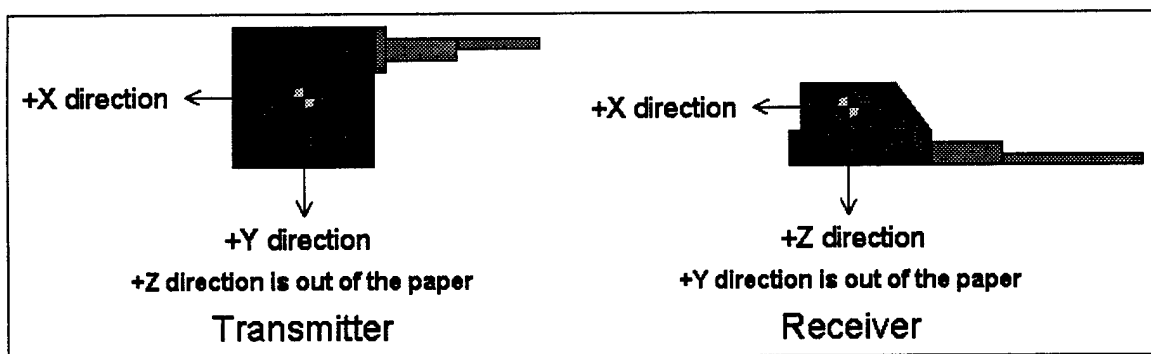 +X direction
+Y direction
+Z direction is out of the paper
Transmitter
+X direction
+Z direction
+Y direction is out of the paper
Receiver